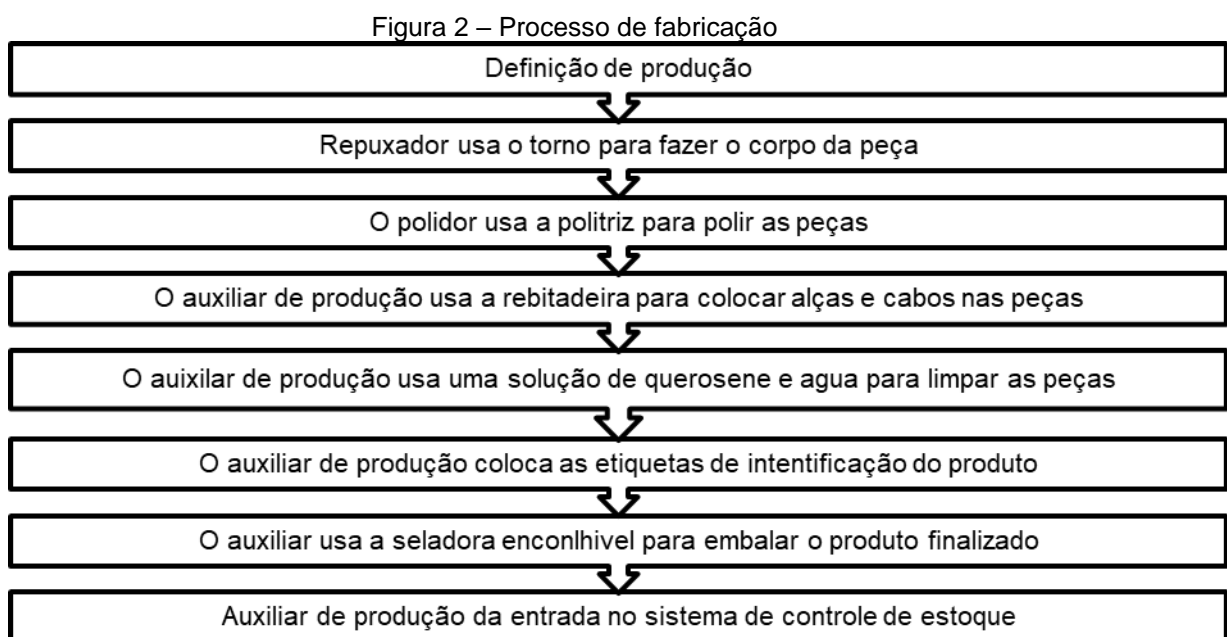 Figura 2 – Processo de fabricação
Definição de produção
Repuxador usa o torno para fazer o corpo da peça
O polidor usa a politriz para polir as peças
O auxiliar de produção usa a rebitadeira para colocar alças e cabos nas peças
O auixilar de produção usa uma solução de querosene e agua para limpar as peças
O auxiliar de produção coloca as etiquetas de intentificação do produto
O auxiliar usa a seladora enconlhivel para embalar o produto finalizado
Auxiliar de produção da entrada no sistema de controle de estoque